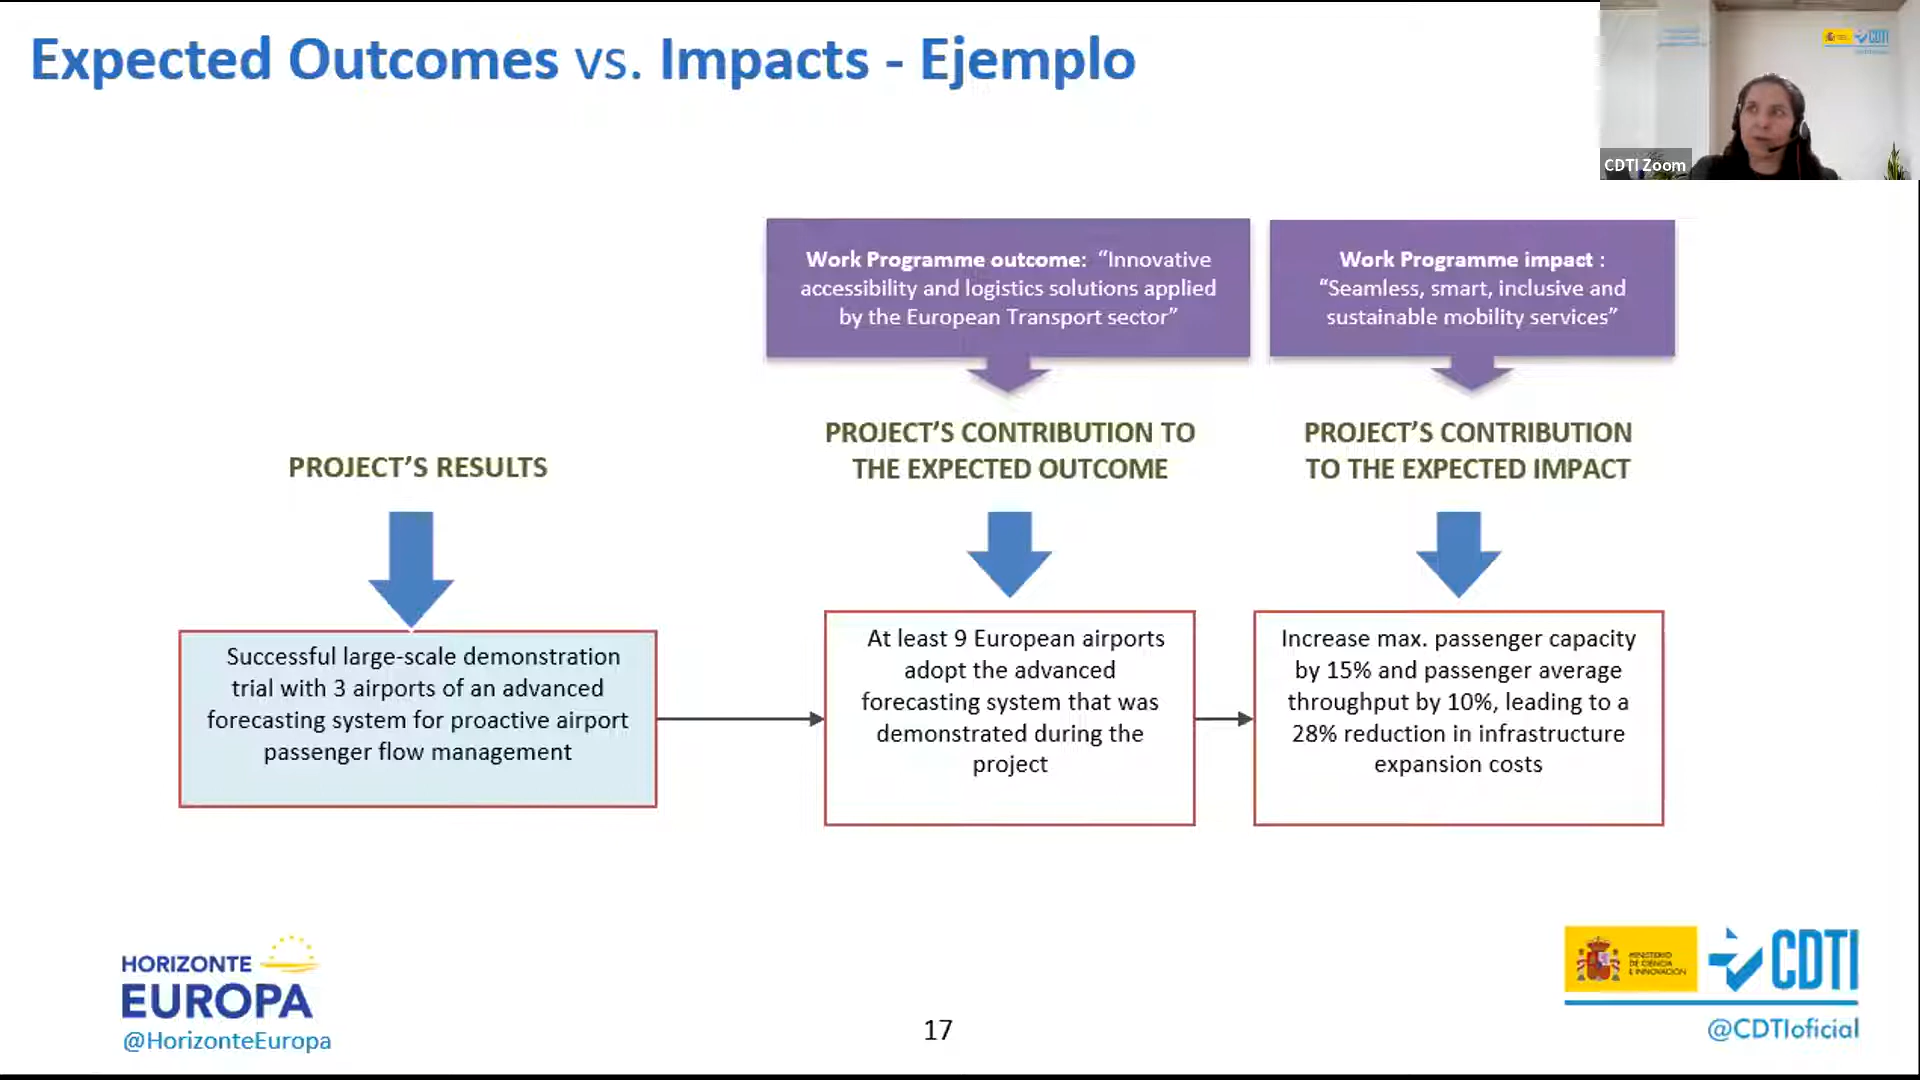 Expected Outcomes vs. Impacts - Ejemplo
CDTI
CDTI Zoom
Work Programme outcome: “Innovative
accessibility and logistics solutions applied
by the European Transport sector”
Work Programme impact :
“Seamless, smart, inclusive and
sustainable mobility services”
PROJECT’S RESULTS
PROJECT’S CONTRIBUTION TO
THE EXPECTED OUTCOME
PROJECT’S CONTRIBUTION
TO THE EXPECTED IMPACT
Successful large-scale demonstration
trial with 3 airports of an advanced
forecasting system for proactive airport
passenger flow management
At least 9 European airports
adopt the advanced
forecasting system that was
demonstrated during the
project
Increase max. passenger capacity
by 15% and passenger average
throughput by 10%, leading to a
28% reduction in infrastructure
expansion costs
HORIZONTE
EUROPA
@HorizonteEuropa
17
MINISTERIO
DE CIENCIA
E INNOVACIÓN
CDTI
@CDTIoficial